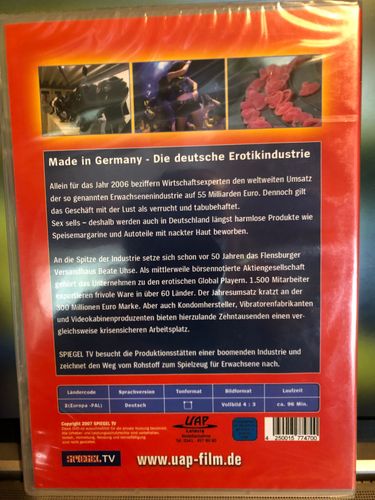 Made in Germany - Die deutsche Erotikindustrie
Allein für das Jahr 2006 beziffern Wirtschaftsexperten den weltweiten Umsatz
der so genannten Erwachsenenindustrie auf 55 Milliarden Euro. Dennoch gilt
das Geschäft mit der Lust als verrucht und tabubehaftet.
Sex sells – deshalb werden auch in Deutschland längst harmlose Produkte wie
Speisemargarine und Autoteile mit nackter Haut beworben.
An die Spitze der Industrie setzte sich schon vor 50 Jahren das Flensburger
Versandhaus Beate Uhse. Als mittlerweile börsennotierte Aktiengesellschaft
gehört das Unternehmen zu den erotischen Global Playern. 1.500 Mitarbeiter
exportieren frivole Ware in über 60 Länder. Der Jahresumsatz kratzt an der
300 Millionen Euro Marke. Aber auch Kondomhersteller, Vibratorenfabrikanten
und Videokabinenproduzenten bieten hierzulande Zehntausenden einen ver-
gleichsweise krisensicheren Arbeitsplatz.
SPIEGEL TV besucht die Produktionsstätten einer boomenden Industrie und
zeichnet den Weg vom Rohstoff zum Spielzeug für Erwachsene nach.
Ländercode Sprachversion Tonformat Bildformat Laufzeit
2(Europa -PAL) Deutsch Vollbild 4 : 3 ca. 96 Min.
Copyright 2007 SPIEGEL TV
UAP
4 250015 774700
SPIEGEL TV
www.uap-film.de